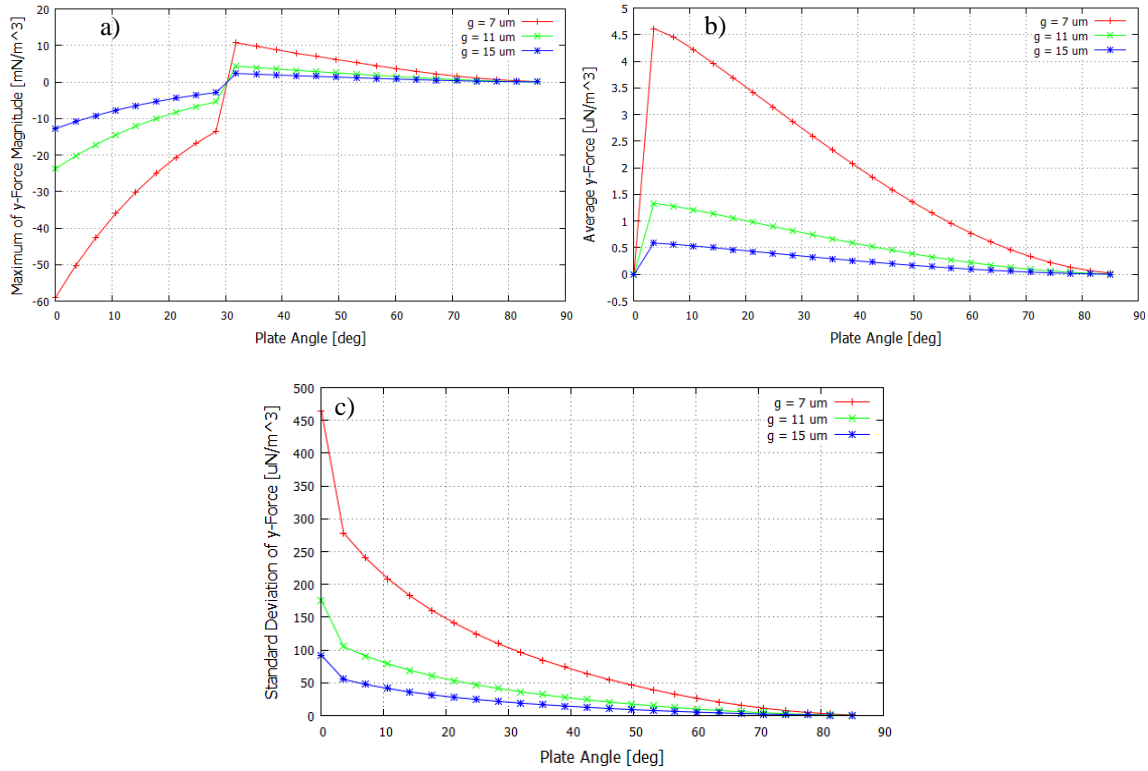 a)
g = 7 um
g = 11 um
g = 15 um
Maximum of y-Force Magnitude [mN/m^3]
20
10
0
-10
-20
-30
-40
-50
-60
0 10 20 30 40 50 60 70 80 90
Plate Angle [deg]
b)
g = 7 um
g = 11 um
g = 15 um
Average y-Force [uN/m^3]
5
4.5
4
3.5
3
2.5
2
1.5
1
0.5
0
-0.5
0 10 20 30 40 50 60 70 80 90
Plate Angle [deg]
c)
g = 7 um
g = 11 um
g = 15 um
Standard Deviation of y-Force [uN/m^3]
500
450
400
350
300
250
200
150
100
50
0
0 10 20 30 40 50 60 70 80 90
Plate Angle [deg]